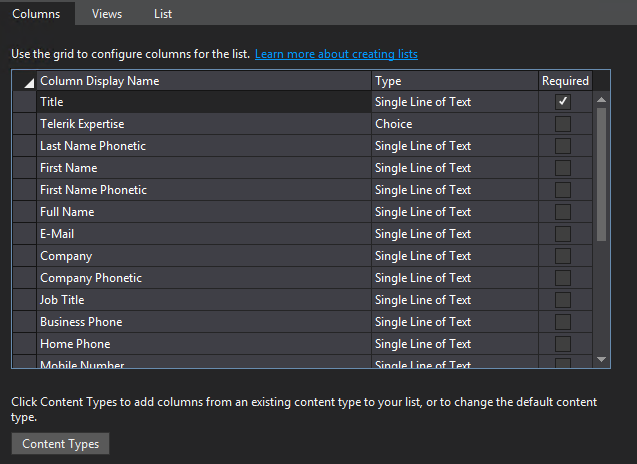 Columns Views List
Use the grid to configure columns for the list. Learn more about creating lists
Column Display Name Type Required
Title Single Line of Text
Telerik Expertise Choice
Last Name Phonetic Single Line of Text
First Name Single Line of Text
First Name Phonetic Single Line of Text
Full Name Single Line of Text
E-Mail Single Line of Text
Company Single Line of Text
Company Phonetic Single Line of Text
Job Title Single Line of Text
Business Phone Single Line of Text
Home Phone Single Line of Text
Mobile Number Single Line of Text
Click Content Types to add columns from an existing content type to your list, or to change the default content
type.
Content Types